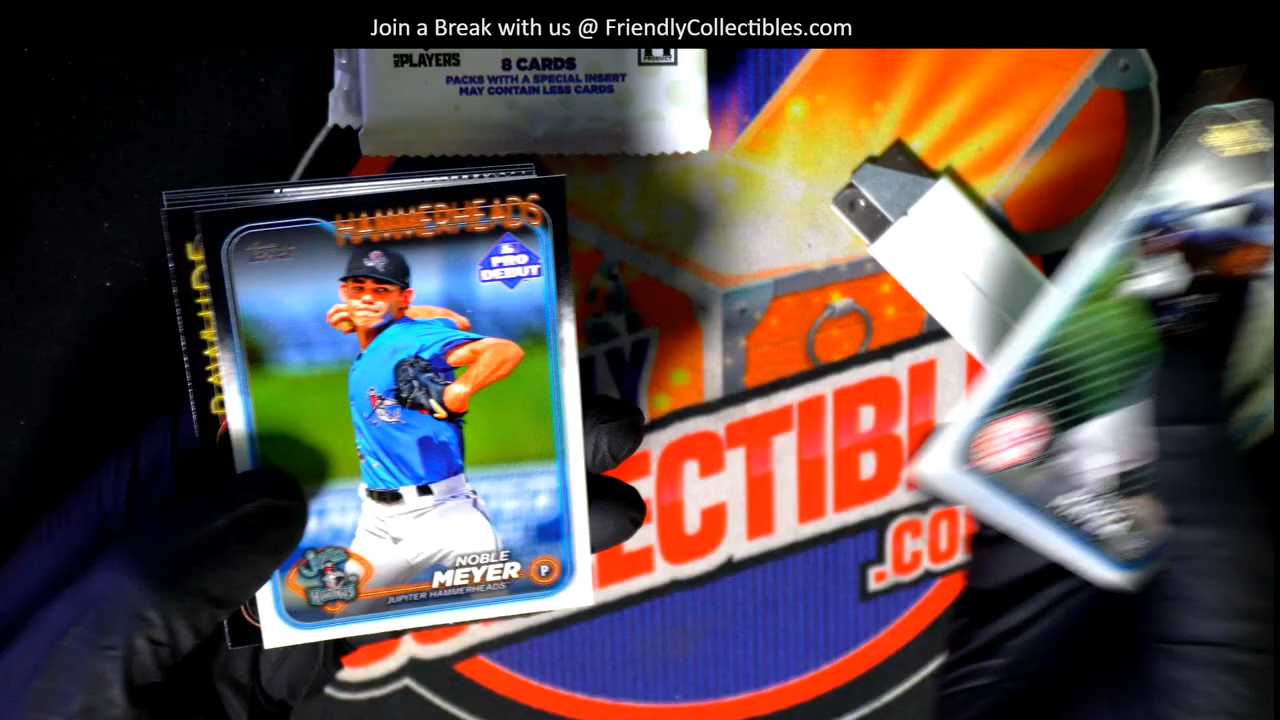 Join a Break with us @ FriendlyCollectibles.com
PLAYERS
8 CARDS
PACKS WITH A SPECIAL INSERT
MAY CONTAIN LESS CARDS
PRODUCT
HAMMERHEADS
PRO
DEBUT
NOBLE
MEYER P
JUPITER HAMMERHEADS
ECTIBL
.CO